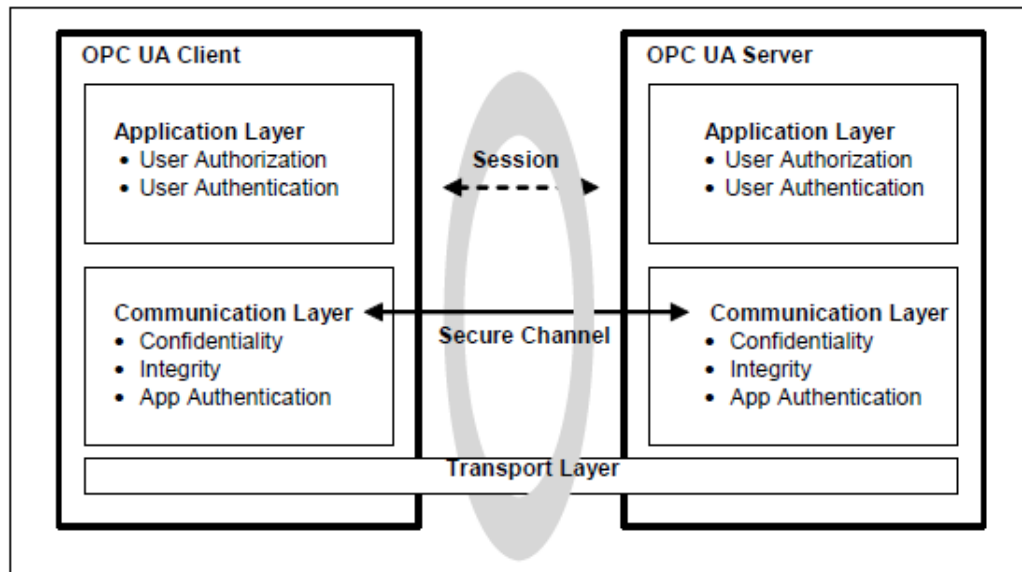 OPC UA Client
Application Layer
• User Authorization
• User Authentication
Communication Layer
• Confidentiality
• Integrity
• App Authentication
Session
Secure Channel
Transport Layer
OPC UA Server
Application Layer
• User Authorization
• User Authentication
Communication Layer
• Confidentiality
• Integrity
• App Authentication